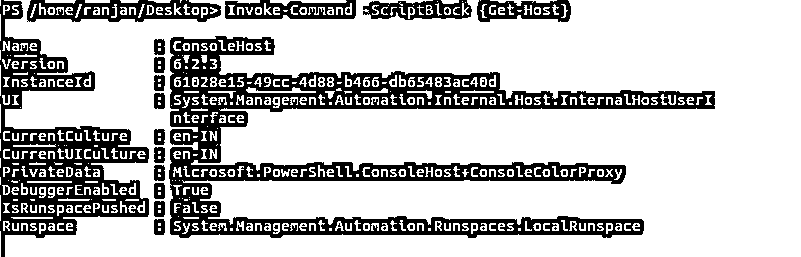 PS /home/ranjan/Desktop> Invoke-Command -ScriptBlock {Get-Host}
Name : ConsoleHost
Version : 6.2.3
InstanceId : 61028e15-49cc-4d88-b466-db65483ac40d
UI : System.Management.Automation.Internal.Host.InternalHostUserI
nterface
CurrentCulture : en-IN
CurrentUICulture : en-IN
PrivateData : Microsoft.PowerShell.ConsoleHost+ConsoleColorProxy
DebuggerEnabled : True
IsRunspacePushed : False
Runspace : System.Management.Automation.Runspaces.LocalRunspace